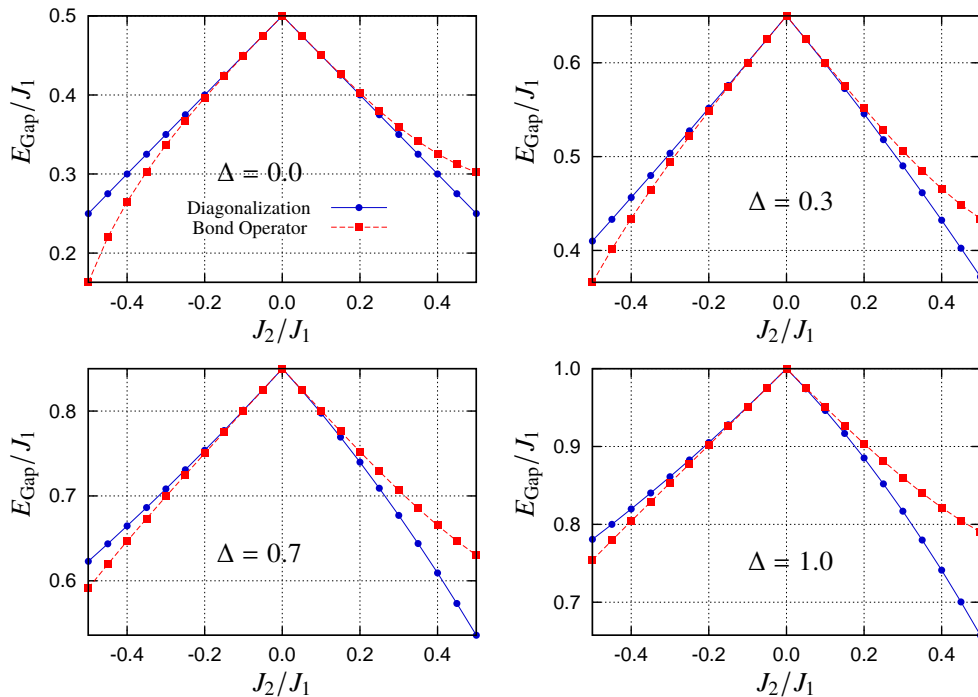 0.5
0.4
0.3
0.2
E_Gap/J_1
Δ = 0.0
Diagonalization
Bond Operator
-0.4 -0.2 0.0 0.2 0.4
J_2/J_1
0.6
0.5
0.4
E_Gap/J_1
Δ = 0.3
-0.4 -0.2 0.0 0.2 0.4
J_2/J_1
0.8
0.7
0.6
E_Gap/J_1
Δ = 0.7
-0.4 -0.2 0.0 0.2 0.4
J_2/J_1
1.0
0.9
0.8
0.7
E_Gap/J_1
Δ = 1.0
-0.4 -0.2 0.0 0.2 0.4
J_2/J_1